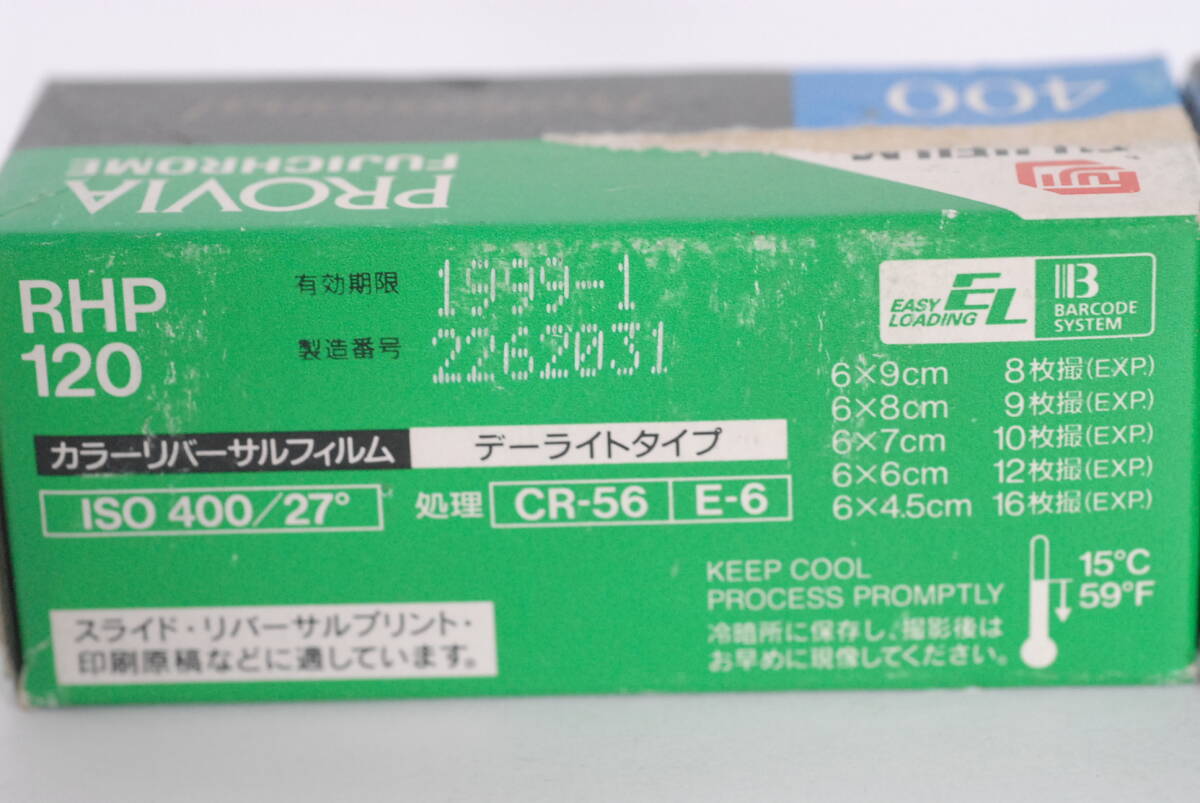 400
Professional
FUJIFILM
PROVIA
FUJICHROME
RHP
120
有効期限 1999-1
製造番号 2262031
EASY LOADING EL
B BARCODE SYSTEM
6×9cm 8枚撮(EXP.)
6×8cm 9枚撮(EXP.)
6×7cm 10枚撮(EXP.)
6×6cm 12枚撮(EXP.)
6×4.5cm 16枚撮(EXP.)
カラーリバーサルフィルム デーライトタイプ
ISO 400/27° 処理 CR-56 E-6
KEEP COOL
PROCESS PROMPTLY
15°C
59°F
冷暗所に保存し、撮影後は
お早めに現像してください。
スライド・リバーサルプリント・
印刷原稿などに適しています。